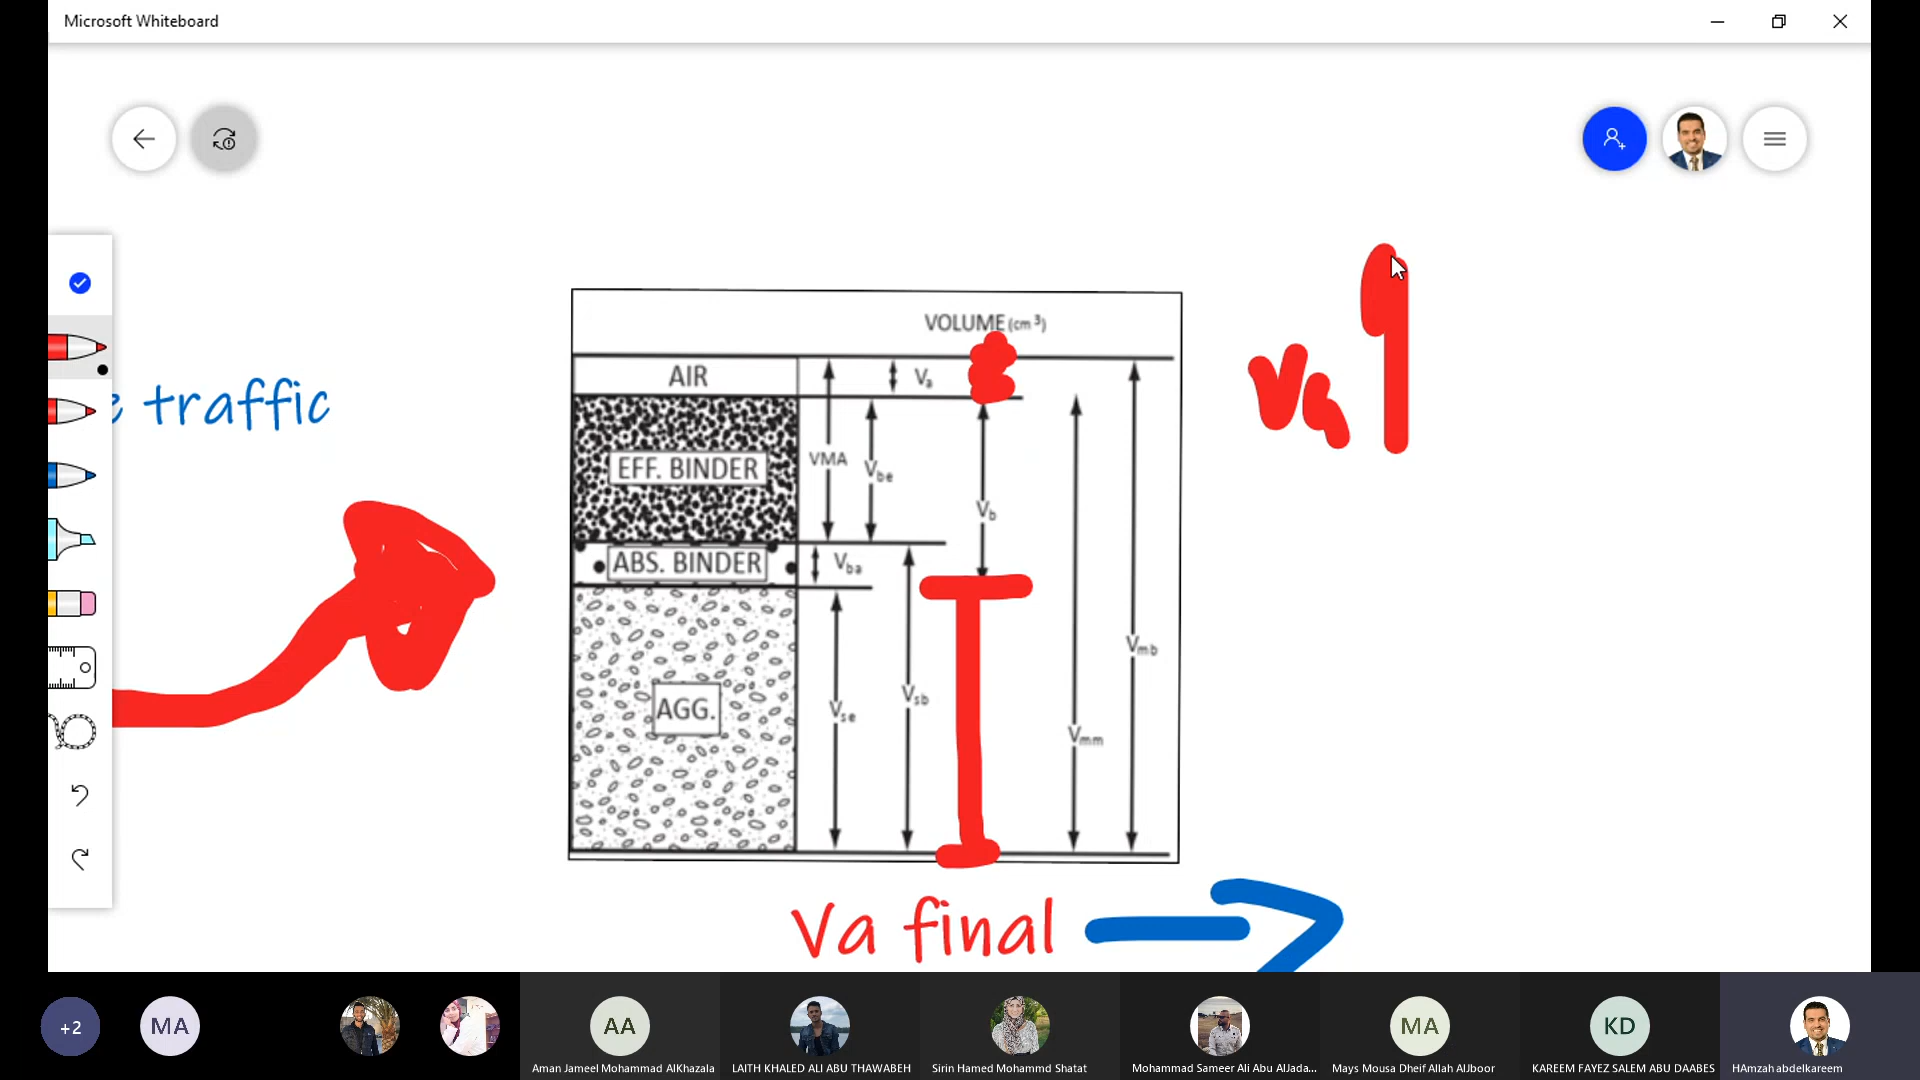 Microsoft Whiteboard
VOLUME (cm³)
AIR
Va
Va
traffic
EFF. BINDER
VMA
Vbe
Vb
ABS. BINDER
Vba
Vmb
AGG.
Vse
Vsb
Vmm
Va final
+2
MA
AA
MA
KD
Aman Jameel Mohammad AlKhazala
LAITH KHALED ALI ABU THAWABEH
Sirin Hamed Mohammd Shatat
Mohammad Sameer Ali Abu AlJada...
Mays Mousa Dheif Allah AlJboor
KAREEM FAYEZ SALEM ABU DAABES
HAmzah abdelkareem